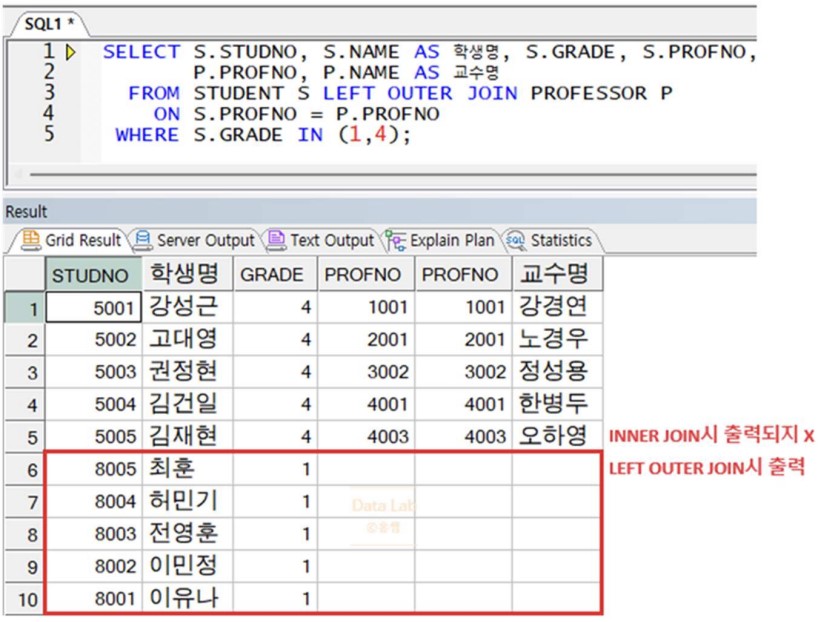 SQL1 *
1 SELECT S.STUDNO, S.NAME AS 학생명, S.GRADE, S.PROFNO,
2 P.PROFNO, P.NAME AS 교수명
3 FROM STUDENT S LEFT OUTER JOIN PROFESSOR P
4 ON S.PROFNO = P.PROFNO
5 WHERE S.GRADE IN (1,4);
Result
Grid Result Server Output Text Output Explain Plan SQL Statistics
STUDNO 학생명 GRADE PROFNO PROFNO 교수명
1 5001 강성근 4 1001 1001 강경연
2 5002 고대영 4 2001 2001 노경우
3 5003 권정현 4 3002 3002 정성용
4 5004 김건일 4 4001 4001 한병두
5 5005 김재현 4 4003 4003 오하영 INNER JOIN시 출력되지 X
6 8005 최훈 1 LEFT OUTER JOIN시 출력
7 8004 허민기 1
Data Lab
8 8003 전영훈 1
9 8002 이민정 1
10 8001 이유나 1